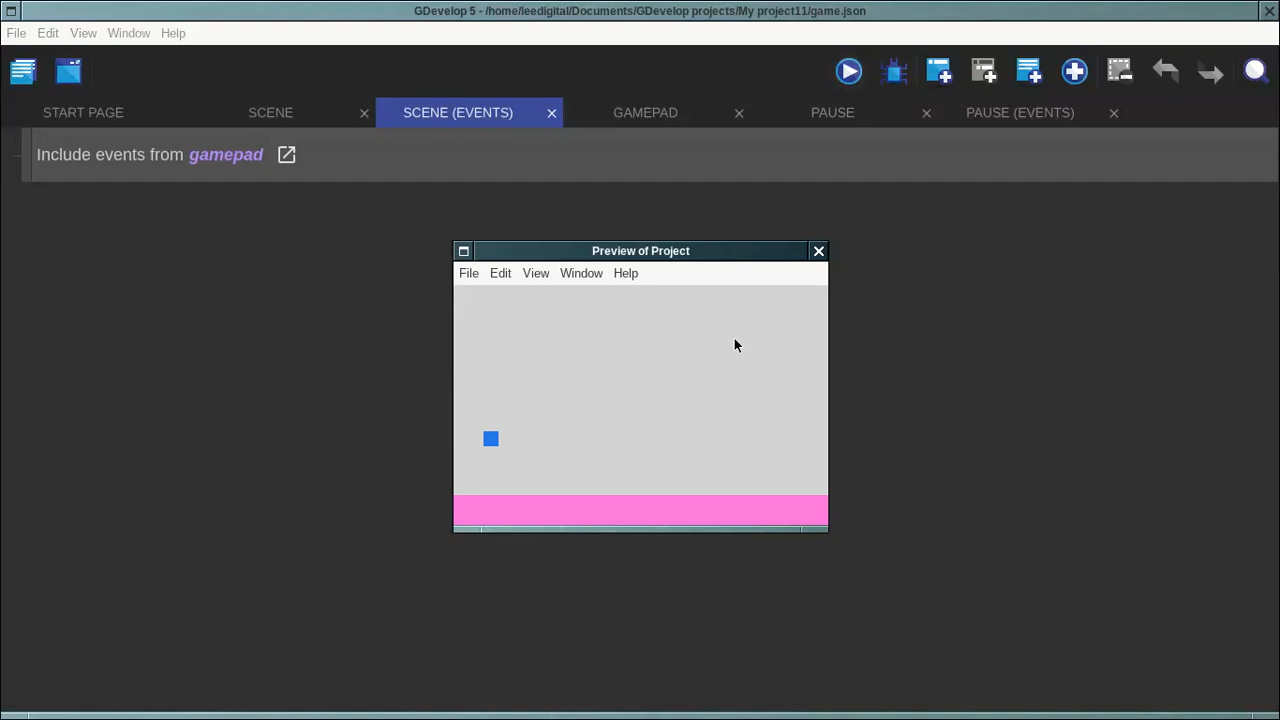 GDevelop 5 - /home/leedigital/Documents/GDevelop projects/My project11/game.json
File Edit View Window Help
START PAGE SCENE SCENE (EVENTS) GAMEPAD PAUSE PAUSE (EVENTS)
Include events from gamepad
Preview of Project
File Edit View Window Help